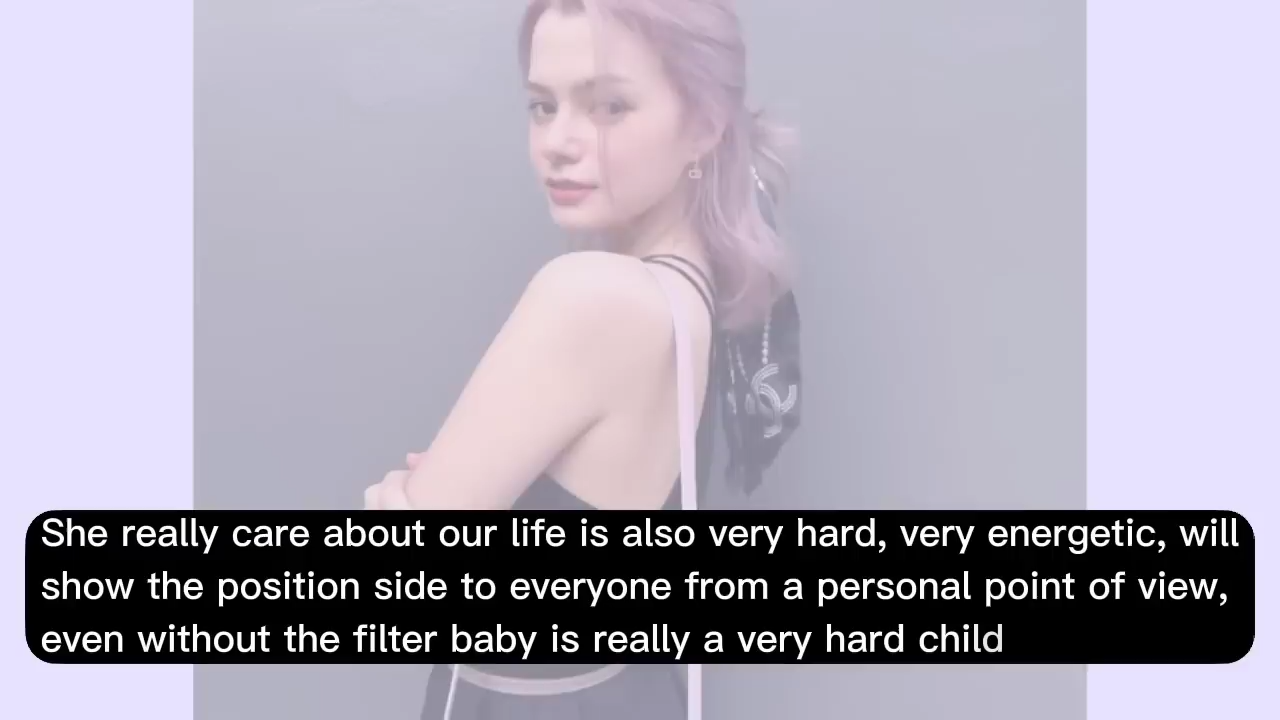 She really care about our life is also very hard, very energetic, will
show the position side to everyone from a personal point of view,
even without the filter baby is really a very hard child